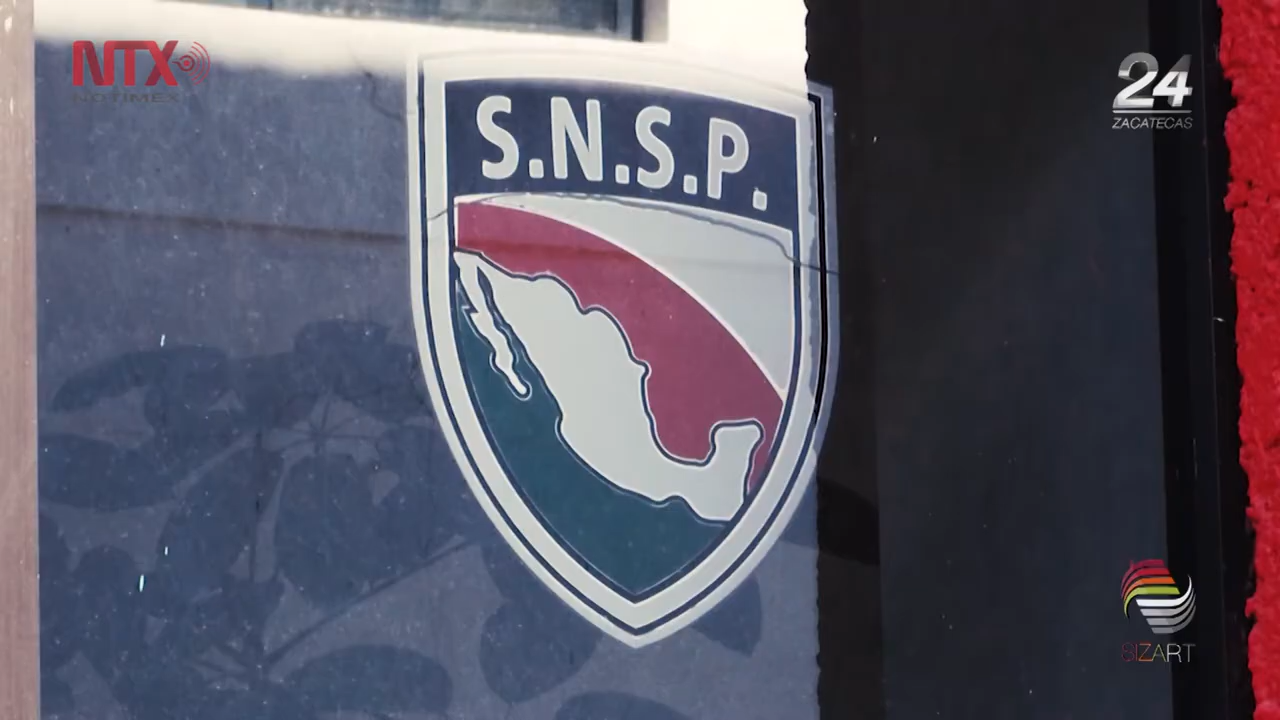 NTX
NOTIMEX
24
ZACATECAS
S.N.S.P.
SIZART